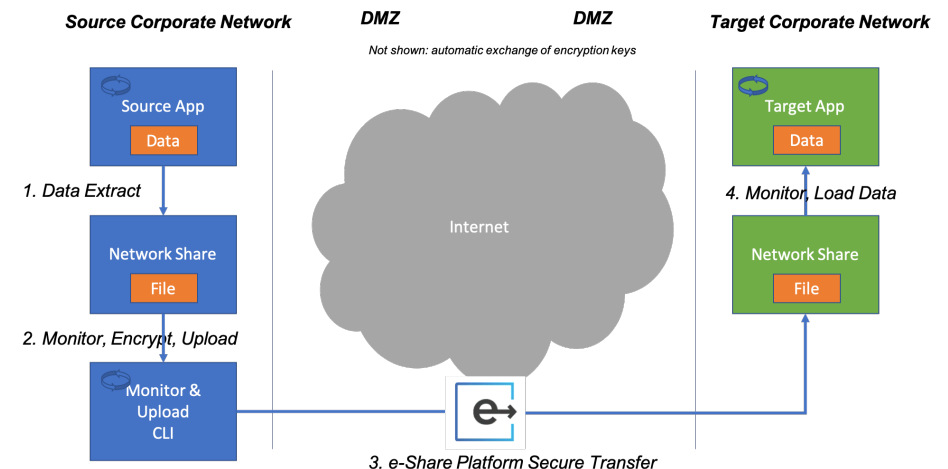 Source Corporate Network
DMZ
DMZ
Target Corporate Network
Not shown: automatic exchange of encryption keys
Source App
Data
Target App
Data
1. Data Extract
4. Monitor, Load Data
Internet
Network Share
File
Network Share
File
2. Monitor, Encrypt, Upload
Monitor &
Upload
CLI
e
3. e-Share Platform Secure Transfer